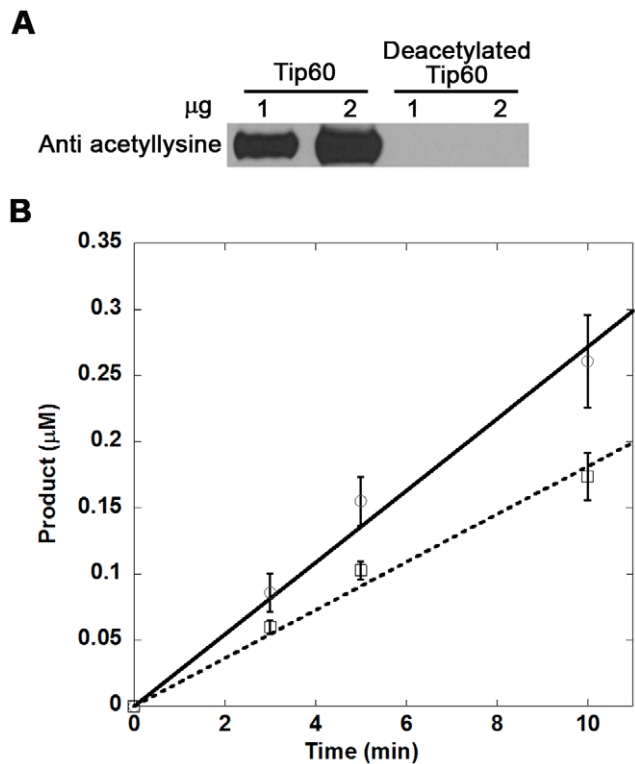 A
Tip60
Deacetylated
Tip60
μg 1 2 1 2
Anti acetyllysine
B
0.35
0.3
0.25
0.2
0.15
0.1
0.05
0
Product (μM)
0 2 4 6 8 10
Time (min)